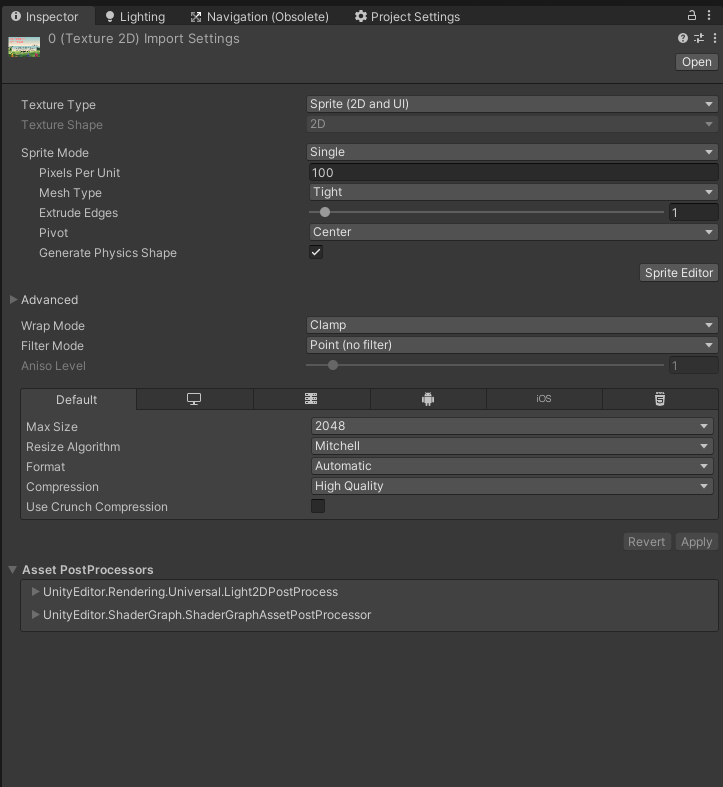 Inspector Lighting Navigation (Obsolete) Project Settings
0 (Texture 2D) Import Settings
Open
Texture Type Sprite (2D and UI)
Texture Shape 2D
Sprite Mode Single
Pixels Per Unit 100
Mesh Type Tight
Extrude Edges 1
Pivot Center
Generate Physics Shape
Sprite Editor
Advanced
Wrap Mode Clamp
Filter Mode Point (no filter)
Aniso Level 1
Default iOS
Max Size 2048
Resize Algorithm Mitchell
Format Automatic
Compression High Quality
Use Crunch Compression
Revert Apply
Asset PostProcessors
UnityEditor.Rendering.Universal.Light2DPostProcess
UnityEditor.ShaderGraph.ShaderGraphAssetPostProcessor